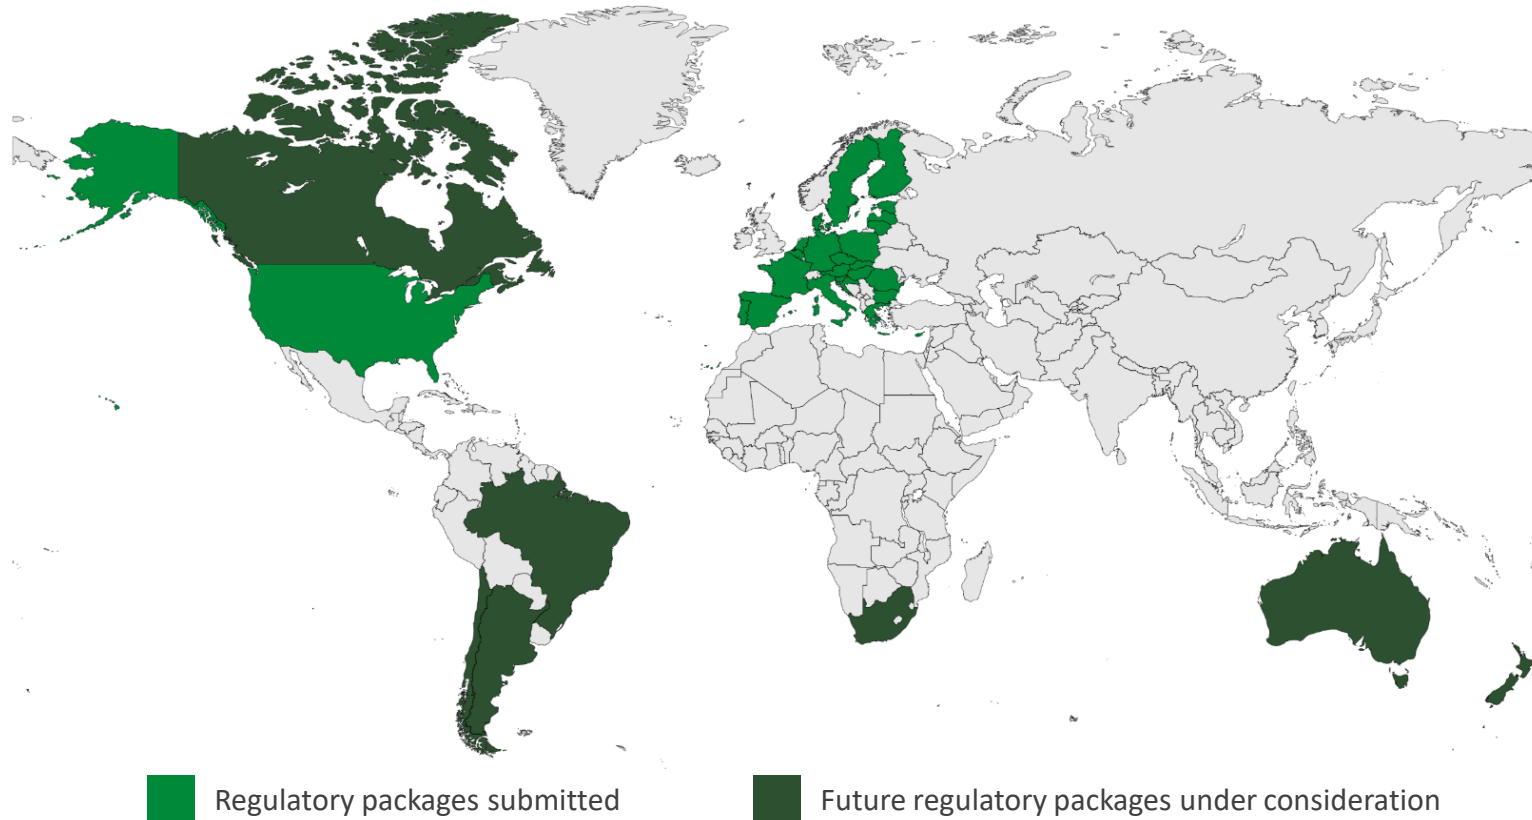 Regulatory packages submitted
Future regulatory packages under consideration